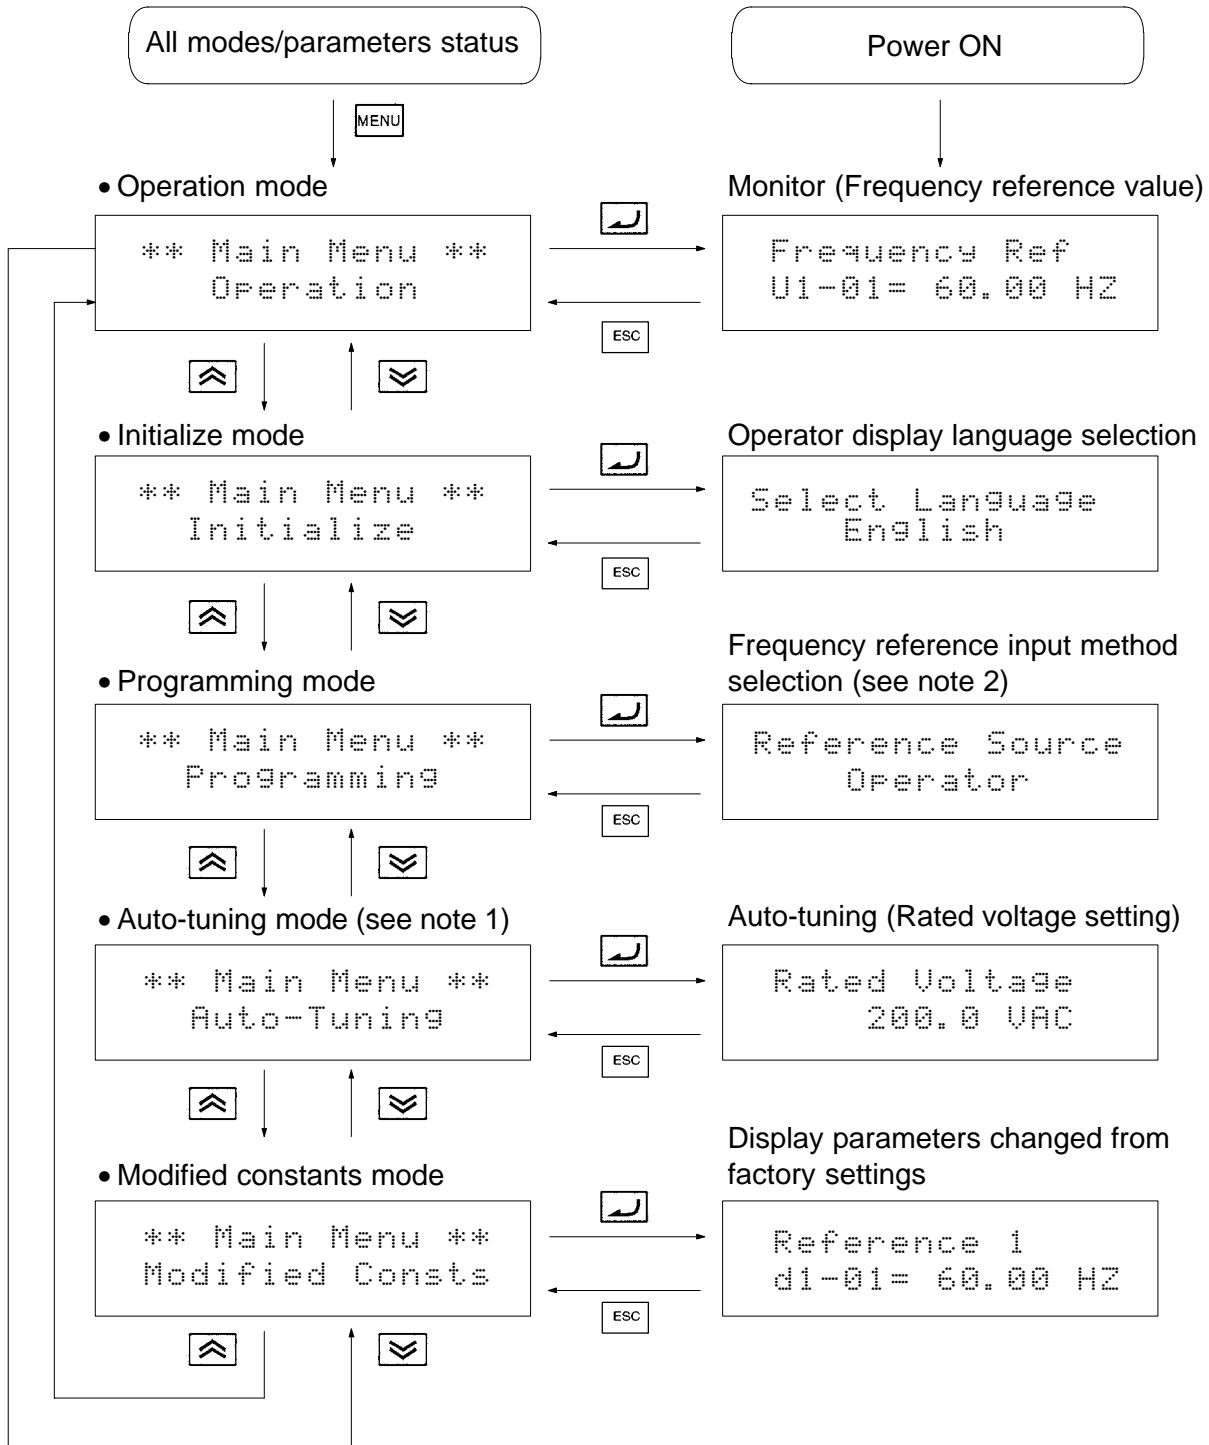 All modes/parameters status
Power ON
MENU
• Operation mode
Monitor (Frequency reference value)
** Main Menu **
Operation
Frequency Ref
U1-01= 60.00 HZ
ESC
• Initialize mode
Operator display language selection
** Main Menu **
Initialize
Select Language
English
ESC
• Programming mode
Frequency reference input method
selection (see note 2)
** Main Menu **
Programming
Reference Source
Operator
ESC
• Auto-tuning mode (see note 1)
Auto-tuning (Rated voltage setting)
** Main Menu **
Auto-Tuning
Rated Voltage
200.0 VAC
ESC
• Modified constants mode
Display parameters changed from
factory settings
** Main Menu **
Modified Consts
Reference 1
d1-01= 60.00 HZ
ESC